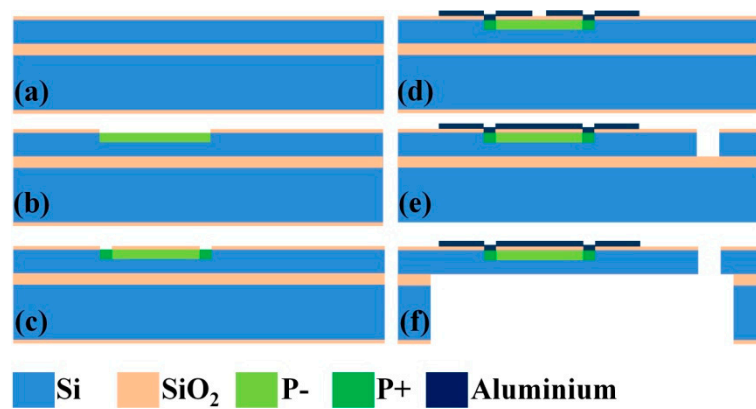 (a)
(b)
(c)
(d)
(e)
(f)
Si SiO₂ P- P+ Aluminium